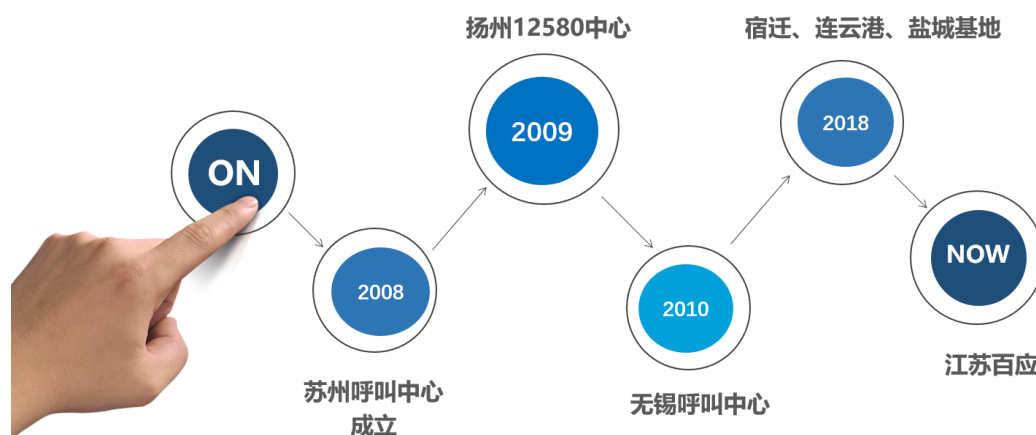 扬州12580中心
宿迁、连云港、盐城基地
ON
2009
2018
2008
2010
NOW
苏州呼叫中心
成立
无锡呼叫中心
江苏百应